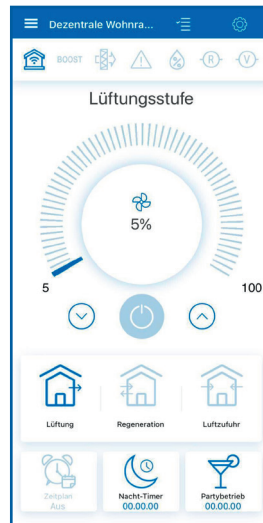 Dezentrale Wohnra...
BOOST
R
V
Lüftungsstufe
5%
5
100
Lüftung
Regeneration
Luftzufuhr
Zeitplan
Aus
Nacht-Timer
00.00.00
Partybetrieb
00.00.00